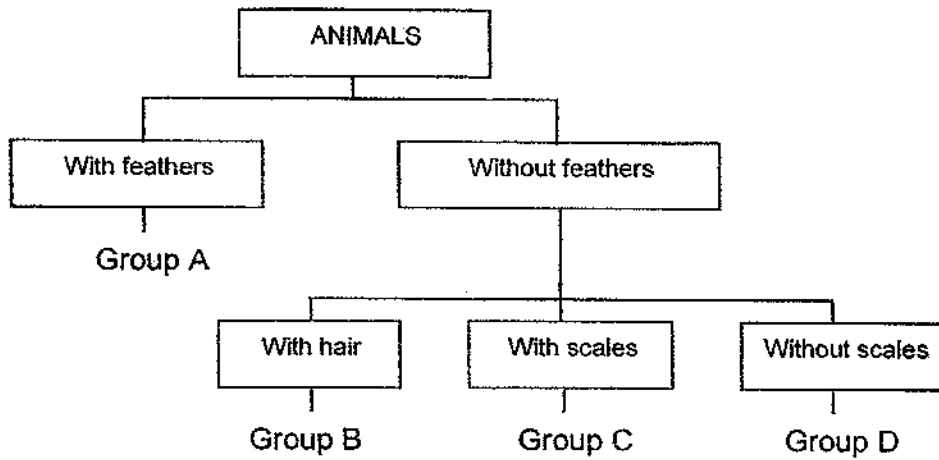 ANIMALS
With feathers
Without feathers
Group A
With hair
With scales
Without scales
Group B
Group C
Group D